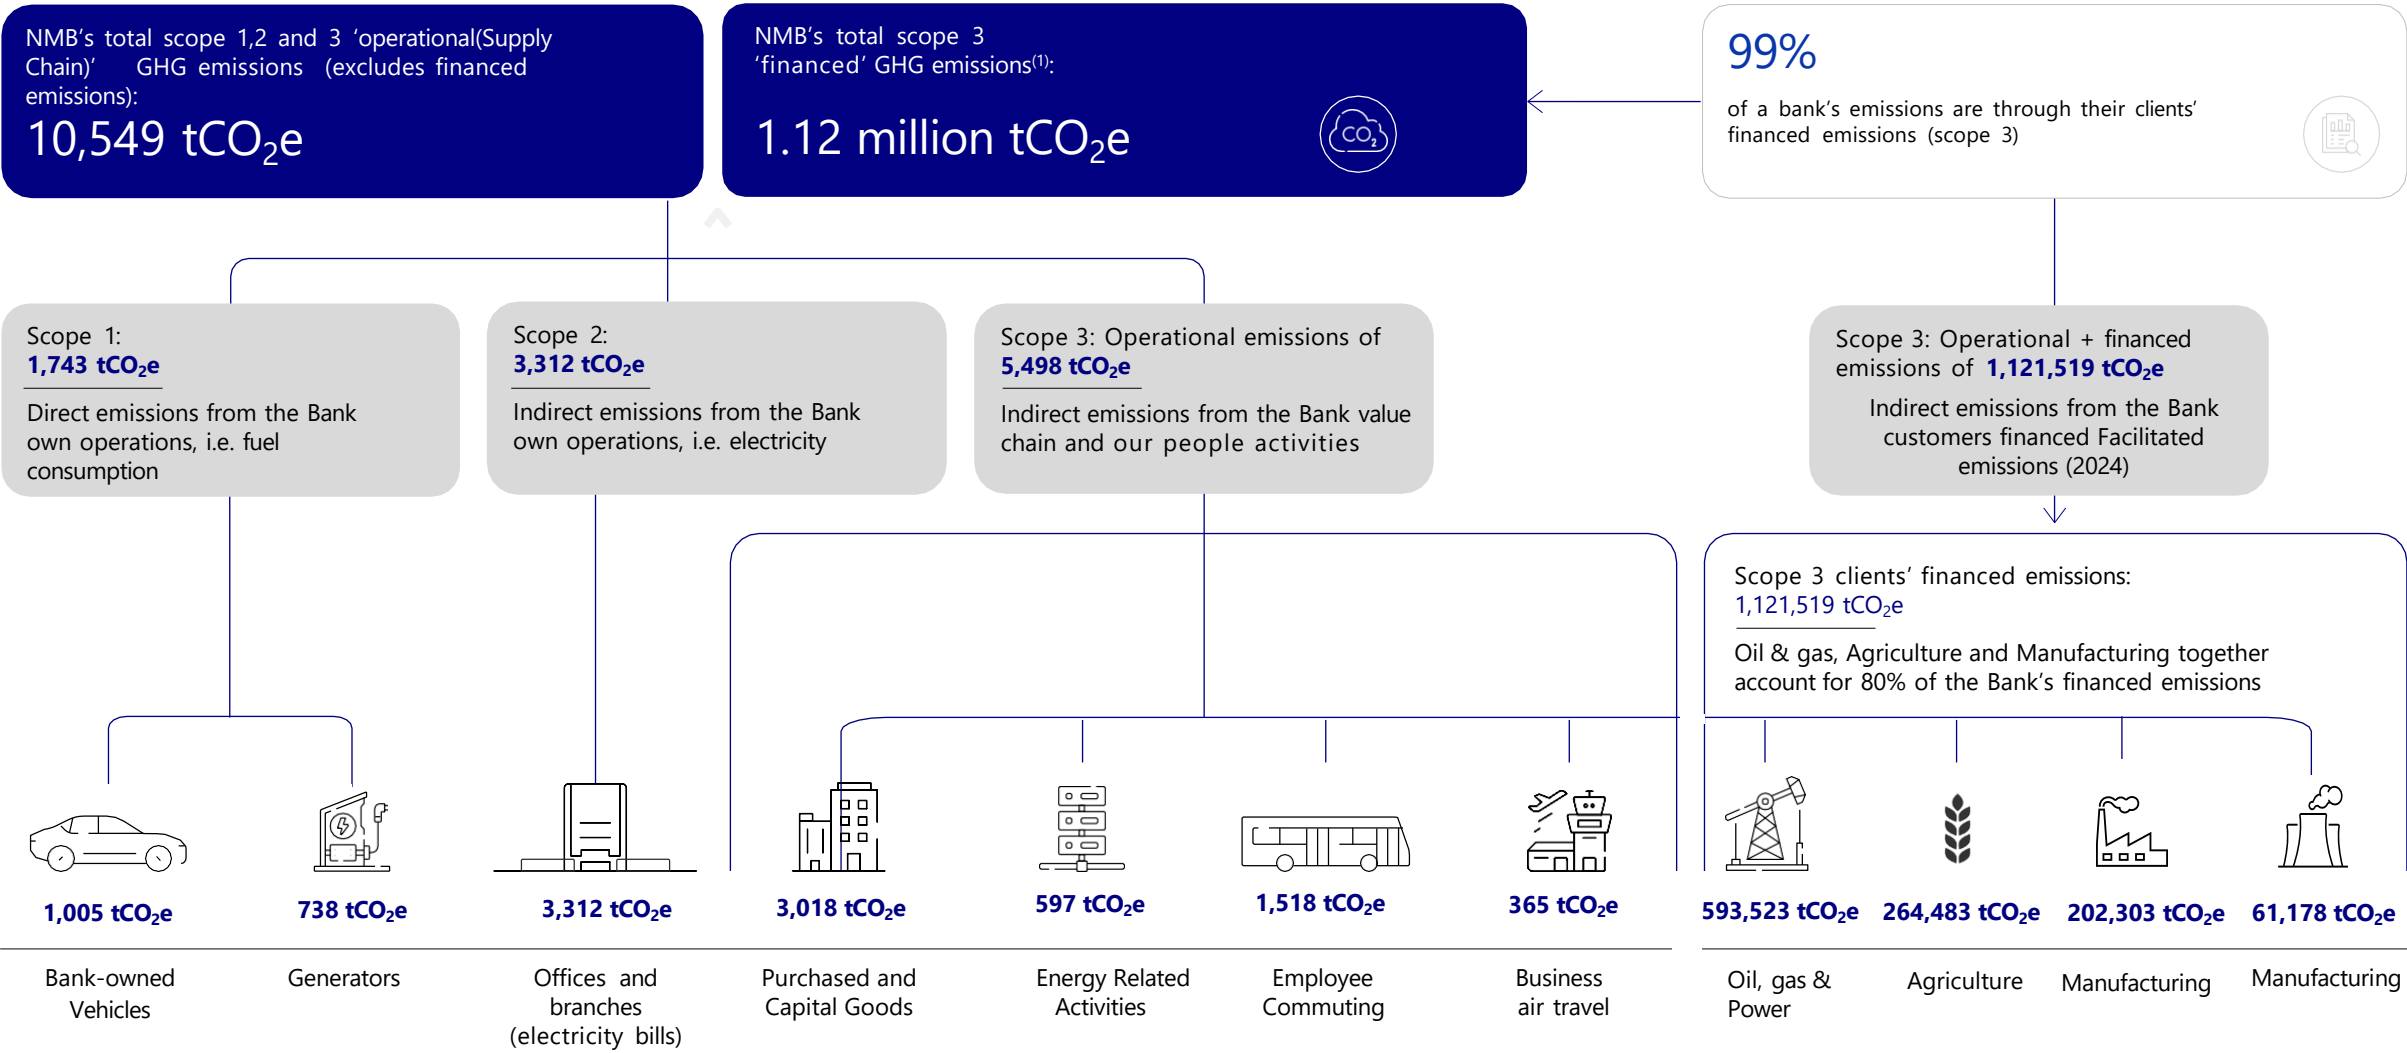 NMB's total scope 1,2 and 3 'operational(Supply
Chain)' GHG emissions (excludes financed
emissions):
10,549 tCO₂e
NMB's total scope 3
'financed' GHG emissions⁽¹⁾:
1.12 million tCO₂e
CO₂
99%
of a bank's emissions are through their clients'
financed emissions (scope 3)
Scope 1:
1,743 tCO₂e
Direct emissions from the Bank
own operations, i.e. fuel
consumption
Scope 2:
3,312 tCO₂e
Indirect emissions from the Bank
own operations, i.e. electricity
Scope 3: Operational emissions of
5,498 tCO₂e
Indirect emissions from the Bank value
chain and our people activities
Scope 3: Operational + financed
emissions of 1,121,519 tCO₂e
Indirect emissions from the Bank
customers financed Facilitated
emissions (2024)
Scope 3 clients' financed emissions:
1,121,519 tCO₂e
Oil & gas, Agriculture and Manufacturing together
account for 80% of the Bank's financed emissions
1,005 tCO₂e
738 tCO₂e
3,312 tCO₂e
3,018 tCO₂e
597 tCO₂e
1,518 tCO₂e
365 tCO₂e
593,523 tCO₂e
264,483 tCO₂e
202,303 tCO₂e
61,178 tCO₂e
Bank-owned
Vehicles
Generators
Offices and
branches
(electricity bills)
Purchased and
Capital Goods
Energy Related
Activities
Employee
Commuting
Business
air travel
Oil, gas &
Power
Agriculture
Manufacturing
Manufacturing